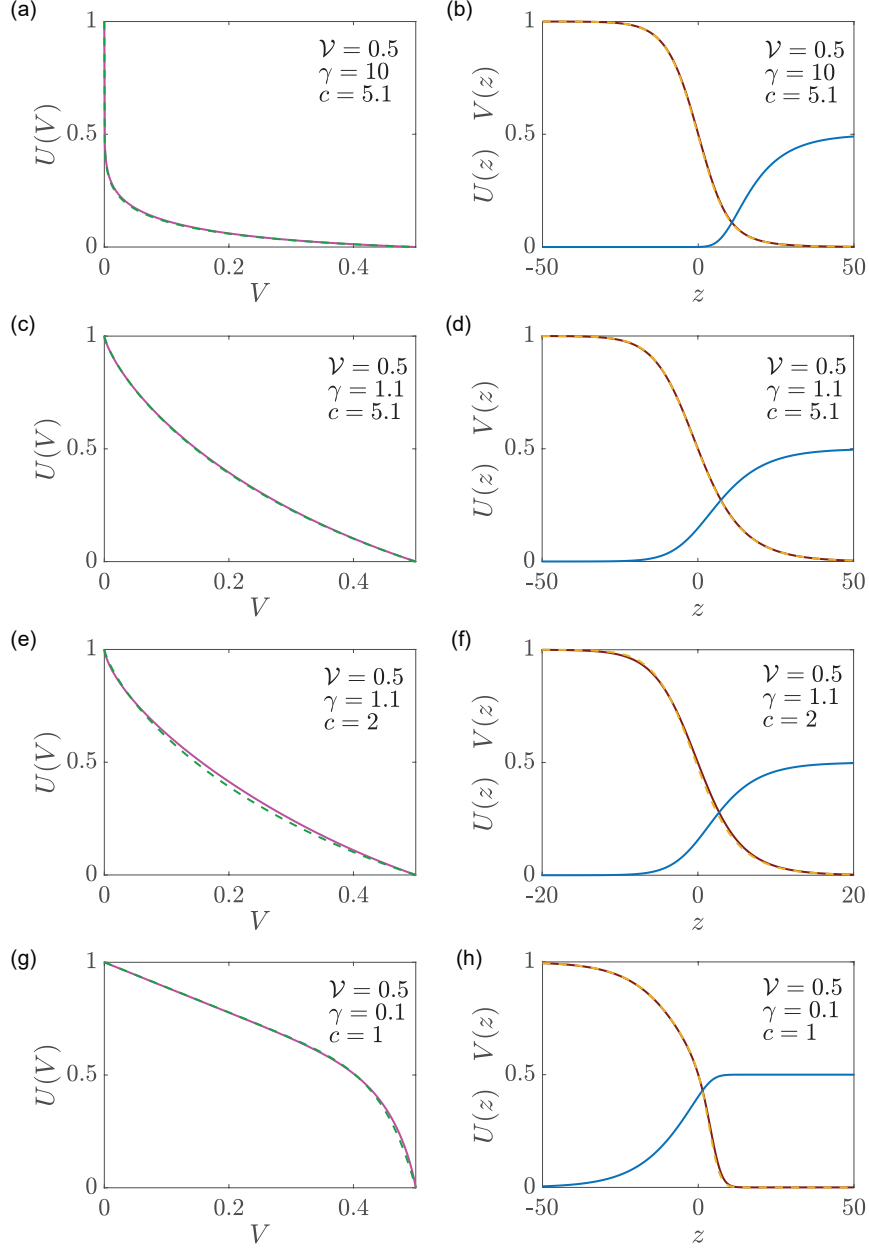 (a)
1
0.5
0
U(V)
0
0.2
0.4
V
𝒱 = 0.5
γ = 10
c = 5.1
(b)
1
0.5
0
U(z) V(z)
-50
0
50
z
𝒱 = 0.5
γ = 10
c = 5.1
(c)
1
0.5
0
U(V)
0
0.2
0.4
V
𝒱 = 0.5
γ = 1.1
c = 5.1
(d)
1
0.5
0
U(z) V(z)
-50
0
50
z
𝒱 = 0.5
γ = 1.1
c = 5.1
(e)
1
0.5
0
U(V)
0
0.2
0.4
V
𝒱 = 0.5
γ = 1.1
c = 2
(f)
1
0.5
0
U(z) V(z)
-20
0
20
z
𝒱 = 0.5
γ = 1.1
c = 2
(g)
1
0.5
0
U(V)
0
0.2
0.4
V
𝒱 = 0.5
γ = 0.1
c = 1
(h)
1
0.5
0
U(z) V(z)
-50
0
50
z
𝒱 = 0.5
γ = 0.1
c = 1